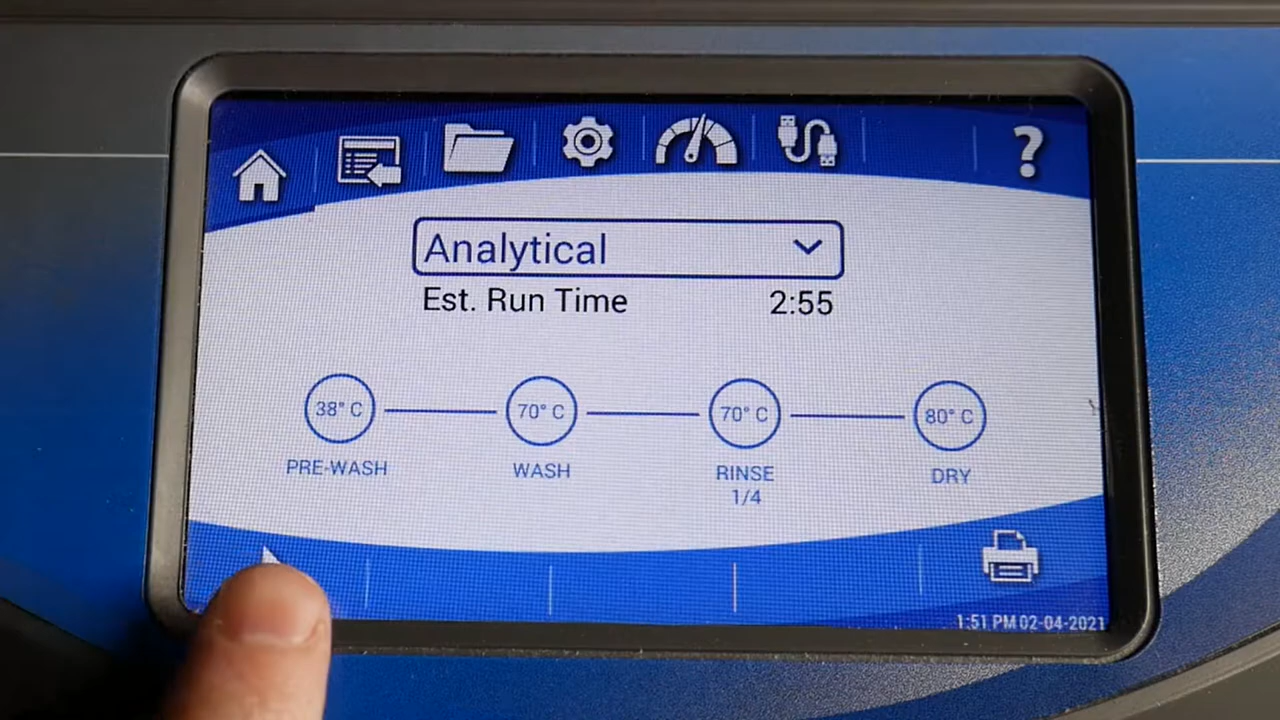 ?
Analytical
Est. Run Time 2:55
38° C 70° C 70° C 80° C
PRE-WASH WASH RINSE DRY
1/4
1:51 PM 02-04-2021